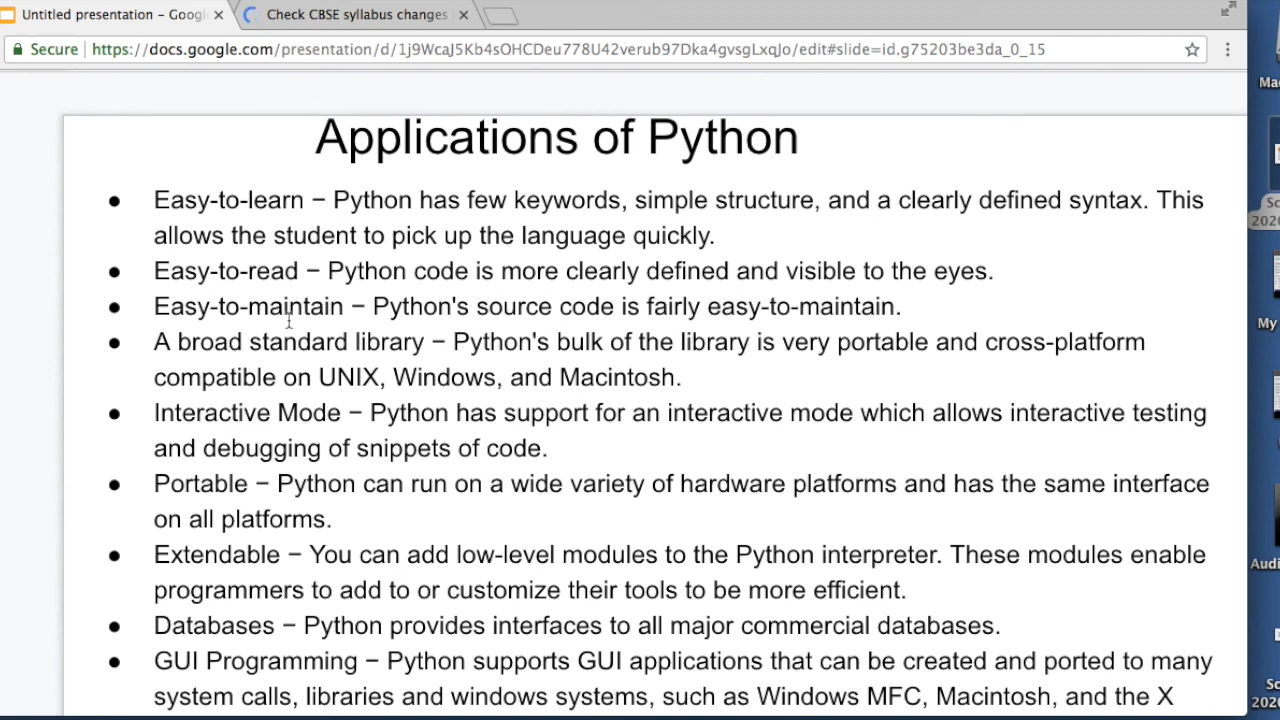 Untitled presentation - Googl
Check CBSE syllabus changes
Secure https://docs.google.com/presentation/d/1j9WcaJ5Kb4sOHCDeu778U42verub97Dka4gvsgLxqJo/edit#slide=id.g75203be3da_0_15
Applications of Python
● Easy-to-learn − Python has few keywords, simple structure, and a clearly defined syntax. This
allows the student to pick up the language quickly.
● Easy-to-read − Python code is more clearly defined and visible to the eyes.
● Easy-to-maintain − Python's source code is fairly easy-to-maintain.
● A broad standard library − Python's bulk of the library is very portable and cross-platform
compatible on UNIX, Windows, and Macintosh.
● Interactive Mode − Python has support for an interactive mode which allows interactive testing
and debugging of snippets of code.
● Portable − Python can run on a wide variety of hardware platforms and has the same interface
on all platforms.
● Extendable − You can add low-level modules to the Python interpreter. These modules enable
programmers to add to or customize their tools to be more efficient.
● Databases − Python provides interfaces to all major commercial databases.
● GUI Programming − Python supports GUI applications that can be created and ported to many
system calls, libraries and windows systems, such as Windows MFC, Macintosh, and the X
Mac
Sc
202
My
Audi
Sc
202